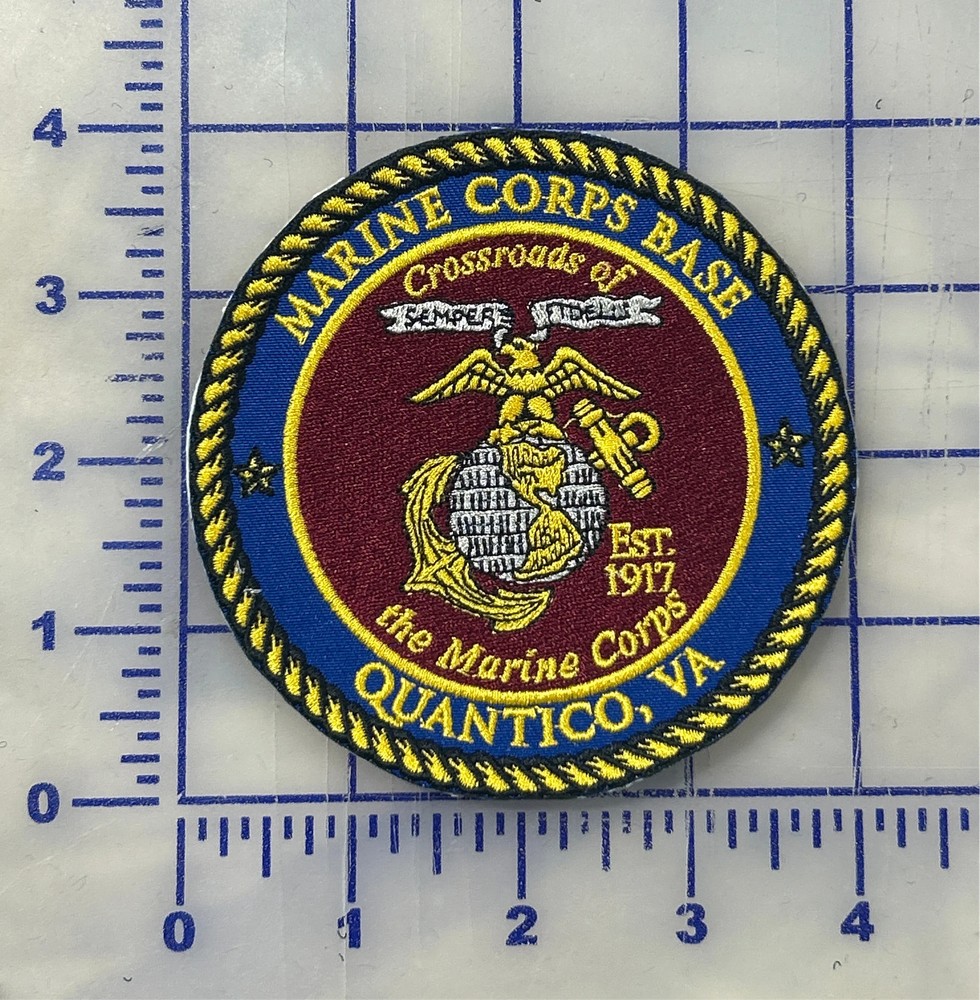 MARINE CORPS BASE
Crossroads of
SEMPER FIDELIS
EST.
1917
the Marine Corps
QUANTICO, VA
4
3
2
1
0
0 1 2 3 4